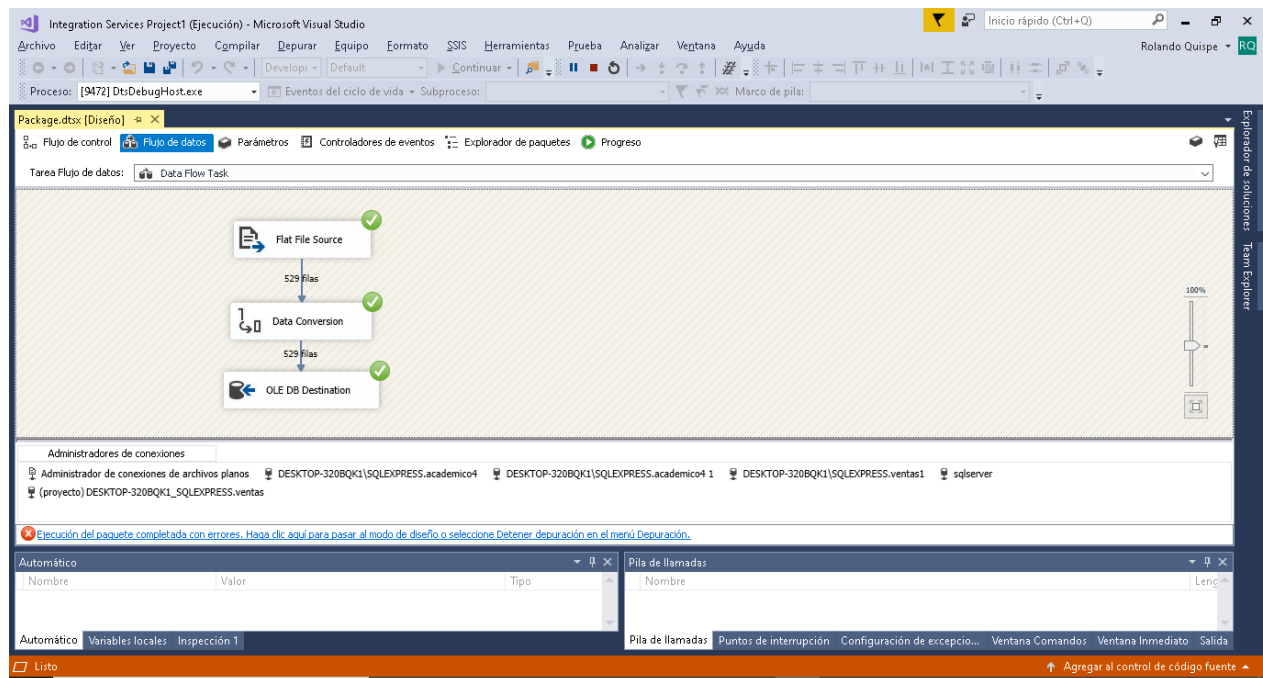 Integration Services Project1 (Ejecución) - Microsoft Visual Studio
Inicio rápido (Ctrl+Q)
Archivo Editar Ver Proyecto Compilar Depurar Equipo Formato SSIS Herramientas Prueba Analizar Ventana Ayuda
Rolando Quispe RQ
Developi Default Continuar
Proceso: [9472] DtsDebugHost.exe Eventos del ciclo de vida Subproceso: Marco de pila:
Package.dtsx [Diseño]
Flujo de control Flujo de datos Parámetros Controladores de eventos Explorador de paquetes Progreso
Tarea Flujo de datos: Data Flow Task
Flat File Source
529 filas
Data Conversion
529 filas
OLE DB Destination
100%
Explorador de soluciones
Team Explorer
Administradores de conexiones
Administrador de conexiones de archivos planos DESKTOP-320BQK1\SQLEXPRESS.academico4 DESKTOP-320BQK1\SQLEXPRESS.academico4 1 DESKTOP-320BQK1\SQLEXPRESS.ventas1 sqlserver
(proyecto) DESKTOP-320BQK1_SQLEXPRESS.ventas
Ejecución del paquete completada con errores. Haga clic aquí para pasar al modo de diseño o seleccione Detener depuración en el menú Depuración.
Automático
Nombre Valor Tipo
Automático Variables locales Inspección 1
Pila de llamadas
Nombre Leng
Pila de llamadas Puntos de interrupción Configuración de excepcio... Ventana Comandos Ventana Inmediato Salida
Listo
Agregar al control de código fuente